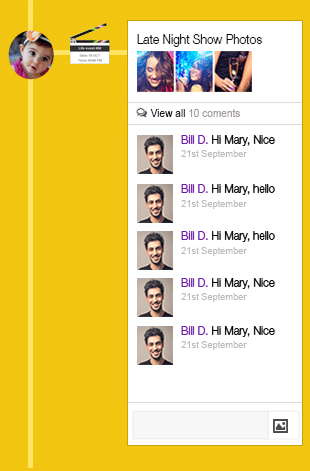 Late Night Show Photos
View all 10 coments
Bill D. Hi Mary, Nice
21st September
Bill D. Hi Mary, hello
21st September
Bill D. Hi Mary, hello
21st September
Bill D. Hi Mary, Nice
21st September
Bill D. Hi Mary, Nice
21st September